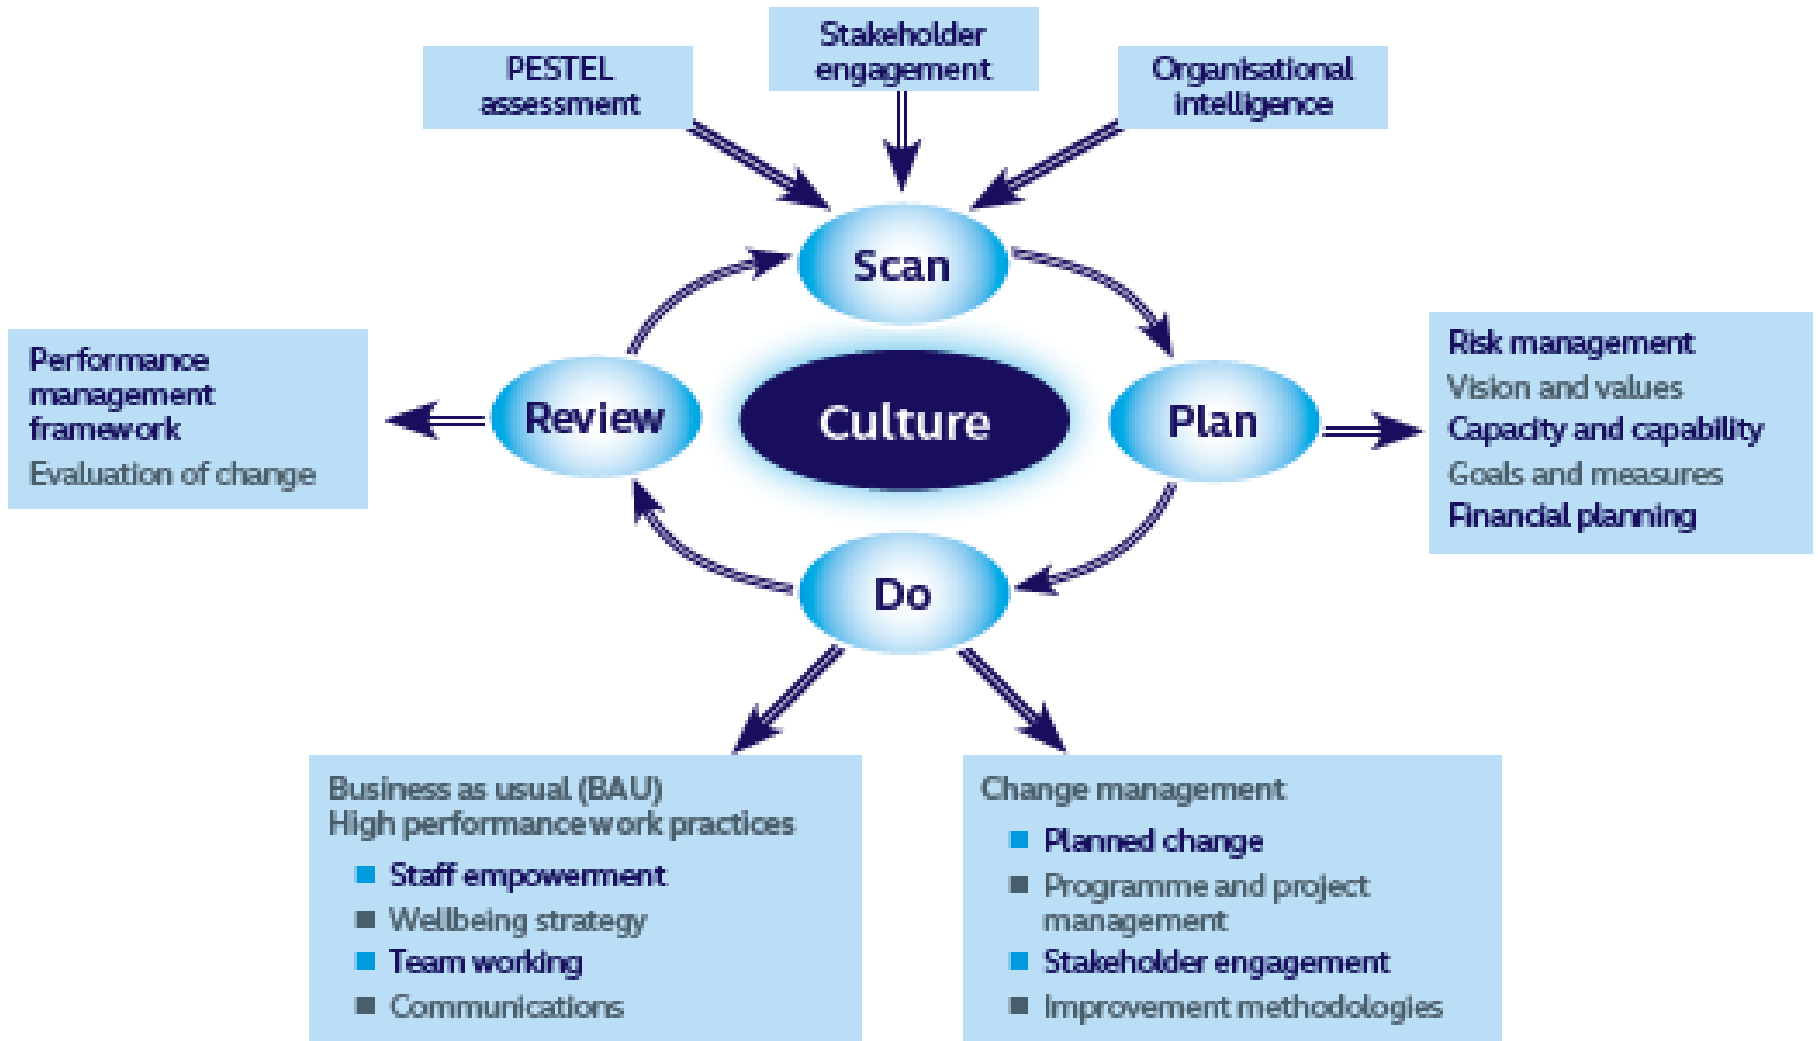 Stakeholder
engagement
PESTEL
assessment
Organisational
intelligence
Scan
Performance
management
framework
Evaluation of change
Review
Culture
Plan
Risk management
Vision and values
Capacity and capability
Goals and measures
Financial planning
Do
Business as usual (BAU)
High performance work practices
Staff empowerment
Wellbeing strategy
Team working
Communications
Change management
Planned change
Programme and project
management
Stakeholder engagement
Improvement methodologies